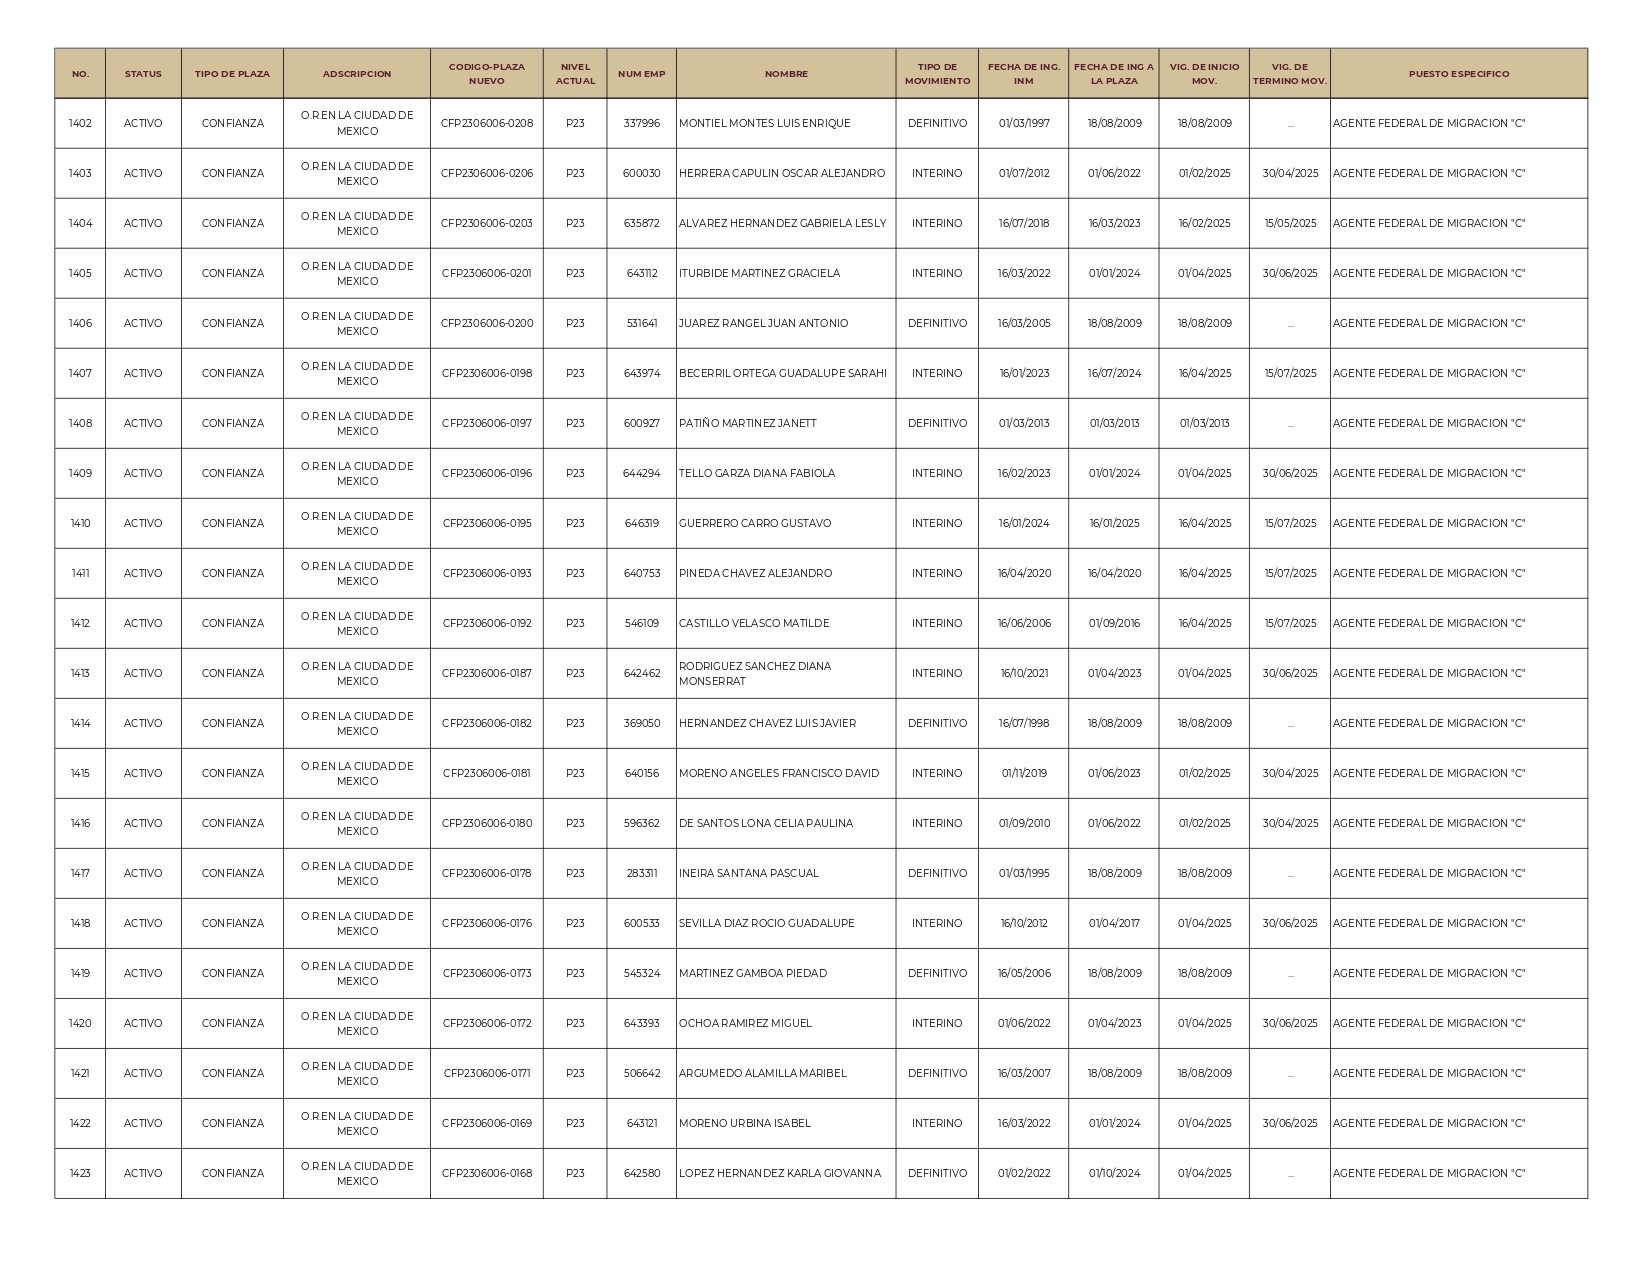 NO. STATUS TIPO DE PLAZA ADSCRIPCION CODIGO-PLAZA NUEVO NIVEL ACTUAL NUM EMP NOMBRE TIPO DE MOVIMIENTO FECHA DE ING. INM FECHA DE ING A LA PLAZA VIG. DE INICIO MOV. VIG. DE TERMINO MOV. PUESTO ESPECIFICO
1402 ACTIVO CONFIANZA O.R.EN LA CIUDAD DE MEXICO CFP2306006-0208 P23 337996 MONTIEL MONTES LUIS ENRIQUE DEFINITIVO 01/03/1997 18/08/2009 18/08/2009 ... AGENTE FEDERAL DE MIGRACION "C"
1403 ACTIVO CONFIANZA O.R.EN LA CIUDAD DE MEXICO CFP2306006-0206 P23 600030 HERRERA CAPULIN OSCAR ALEJANDRO INTERINO 01/07/2012 01/06/2022 01/02/2025 30/04/2025 AGENTE FEDERAL DE MIGRACION "C"
1404 ACTIVO CONFIANZA O.R.EN LA CIUDAD DE MEXICO CFP2306006-0203 P23 635872 ALVAREZ HERNANDEZ GABRIELA LESLY INTERINO 16/07/2018 16/03/2023 16/02/2025 15/05/2025 AGENTE FEDERAL DE MIGRACION "C"
1405 ACTIVO CONFIANZA O.R.EN LA CIUDAD DE MEXICO CFP2306006-0201 P23 643112 ITURBIDE MARTINEZ GRACIELA INTERINO 16/03/2022 01/01/2024 01/04/2025 30/06/2025 AGENTE FEDERAL DE MIGRACION "C"
1406 ACTIVO CONFIANZA O.R.EN LA CIUDAD DE MEXICO CFP2306006-0200 P23 531641 JUAREZ RANGEL JUAN ANTONIO DEFINITIVO 16/03/2005 18/08/2009 18/08/2009 ... AGENTE FEDERAL DE MIGRACION "C"
1407 ACTIVO CONFIANZA O.R.EN LA CIUDAD DE MEXICO CFP2306006-0198 P23 643974 BECERRIL ORTEGA GUADALUPE SARAHI INTERINO 16/01/2023 16/07/2024 16/04/2025 15/07/2025 AGENTE FEDERAL DE MIGRACION "C"
1408 ACTIVO CONFIANZA O.R.EN LA CIUDAD DE MEXICO CFP2306006-0197 P23 600927 PATIÑO MARTINEZ JANETT DEFINITIVO 01/03/2013 01/03/2013 01/03/2013 ... AGENTE FEDERAL DE MIGRACION "C"
1409 ACTIVO CONFIANZA O.R.EN LA CIUDAD DE MEXICO CFP2306006-0196 P23 644294 TELLO GARZA DIANA FABIOLA INTERINO 16/02/2023 01/01/2024 01/04/2025 30/06/2025 AGENTE FEDERAL DE MIGRACION "C"
1410 ACTIVO CONFIANZA O.R.EN LA CIUDAD DE MEXICO CFP2306006-0195 P23 646319 GUERRERO CARRO GUSTAVO INTERINO 16/01/2024 16/01/2025 16/04/2025 15/07/2025 AGENTE FEDERAL DE MIGRACION "C"
1411 ACTIVO CONFIANZA O.R.EN LA CIUDAD DE MEXICO CFP2306006-0193 P23 640753 PINEDA CHAVEZ ALEJANDRO INTERINO 16/04/2020 16/04/2020 16/04/2025 15/07/2025 AGENTE FEDERAL DE MIGRACION "C"
1412 ACTIVO CONFIANZA O.R.EN LA CIUDAD DE MEXICO CFP2306006-0192 P23 546109 CASTILLO VELASCO MATILDE INTERINO 16/06/2006 01/09/2016 16/04/2025 15/07/2025 AGENTE FEDERAL DE MIGRACION "C"
1413 ACTIVO CONFIANZA O.R.EN LA CIUDAD DE MEXICO CFP2306006-0187 P23 642462 RODRIGUEZ SANCHEZ DIANA MONSERRAT INTERINO 16/10/2021 01/04/2023 01/04/2025 30/06/2025 AGENTE FEDERAL DE MIGRACION "C"
1414 ACTIVO CONFIANZA O.R.EN LA CIUDAD DE MEXICO CFP2306006-0182 P23 369050 HERNANDEZ CHAVEZ LUIS JAVIER DEFINITIVO 16/07/1998 18/08/2009 18/08/2009 ... AGENTE FEDERAL DE MIGRACION "C"
1415 ACTIVO CONFIANZA O.R.EN LA CIUDAD DE MEXICO CFP2306006-0181 P23 640156 MORENO ANGELES FRANCISCO DAVID INTERINO 01/11/2019 01/06/2023 01/02/2025 30/04/2025 AGENTE FEDERAL DE MIGRACION "C"
1416 ACTIVO CONFIANZA O.R.EN LA CIUDAD DE MEXICO CFP2306006-0180 P23 596362 DE SANTOS LONA CELIA PAULINA INTERINO 01/09/2010 01/06/2022 01/02/2025 30/04/2025 AGENTE FEDERAL DE MIGRACION "C"
1417 ACTIVO CONFIANZA O.R.EN LA CIUDAD DE MEXICO CFP2306006-0178 P23 283311 INEIRA SANTANA PASCUAL DEFINITIVO 01/03/1995 18/08/2009 18/08/2009 ... AGENTE FEDERAL DE MIGRACION "C"
1418 ACTIVO CONFIANZA O.R.EN LA CIUDAD DE MEXICO CFP2306006-0176 P23 600533 SEVILLA DIAZ ROCIO GUADALUPE INTERINO 16/10/2012 01/04/2017 01/04/2025 30/06/2025 AGENTE FEDERAL DE MIGRACION "C"
1419 ACTIVO CONFIANZA O.R.EN LA CIUDAD DE MEXICO CFP2306006-0173 P23 545324 MARTINEZ GAMBOA PIEDAD DEFINITIVO 16/05/2006 18/08/2009 18/08/2009 ... AGENTE FEDERAL DE MIGRACION "C"
1420 ACTIVO CONFIANZA O.R.EN LA CIUDAD DE MEXICO CFP2306006-0172 P23 643393 OCHOA RAMIREZ MIGUEL INTERINO 01/06/2022 01/04/2023 01/04/2025 30/06/2025 AGENTE FEDERAL DE MIGRACION "C"
1421 ACTIVO CONFIANZA O.R.EN LA CIUDAD DE MEXICO CFP2306006-0171 P23 506642 ARGUMEDO ALAMILLA MARIBEL DEFINITIVO 16/03/2007 18/08/2009 18/08/2009 ... AGENTE FEDERAL DE MIGRACION "C"
1422 ACTIVO CONFIANZA O.R.EN LA CIUDAD DE MEXICO CFP2306006-0169 P23 643121 MORENO URBINA ISABEL INTERINO 16/03/2022 01/01/2024 01/04/2025 30/06/2025 AGENTE FEDERAL DE MIGRACION "C"
1423 ACTIVO CONFIANZA O.R.EN LA CIUDAD DE MEXICO CFP2306006-0168 P23 642580 LOPEZ HERNANDEZ KARLA GIOVANNA DEFINITIVO 01/02/2022 01/10/2024 01/04/2025 ... AGENTE FEDERAL DE MIGRACION "C"